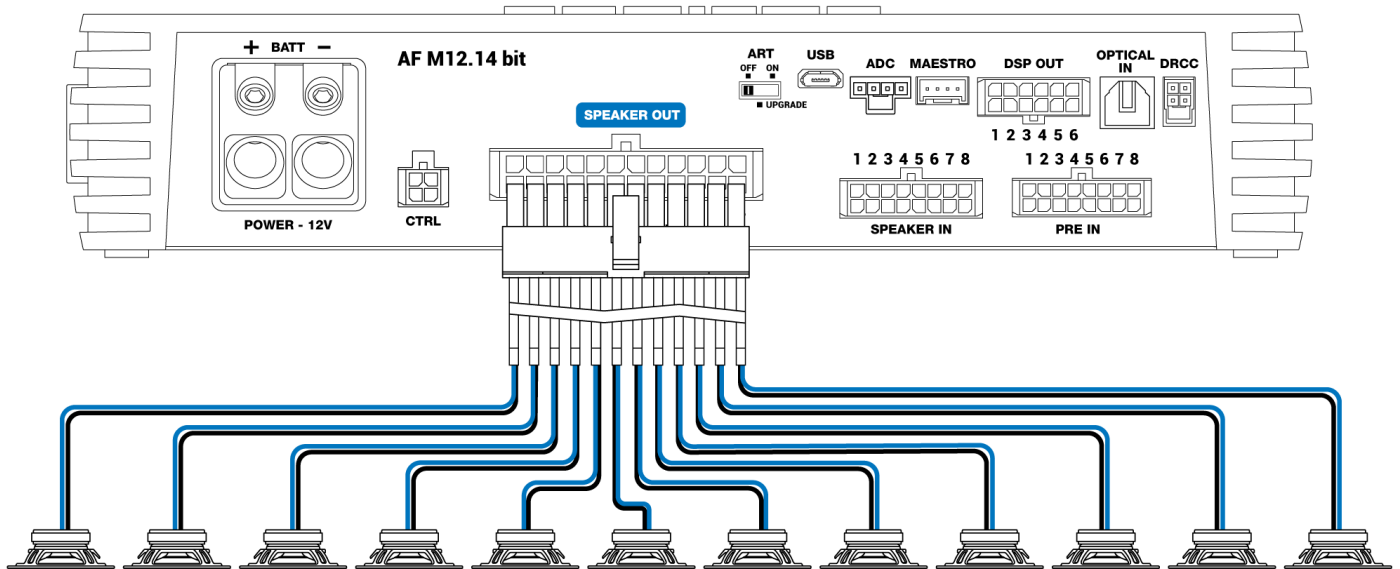 + BATT −
AF M12.14 bit
ART
OFF ON
UPGRADE
USB
ADC
MAESTRO
DSP OUT
OPTICAL
IN
DRCC
SPEAKER OUT
1 2 3 4 5 6
1 2 3 4 5 6 7 8
1 2 3 4 5 6 7 8
POWER - 12V
CTRL
SPEAKER IN
PRE IN